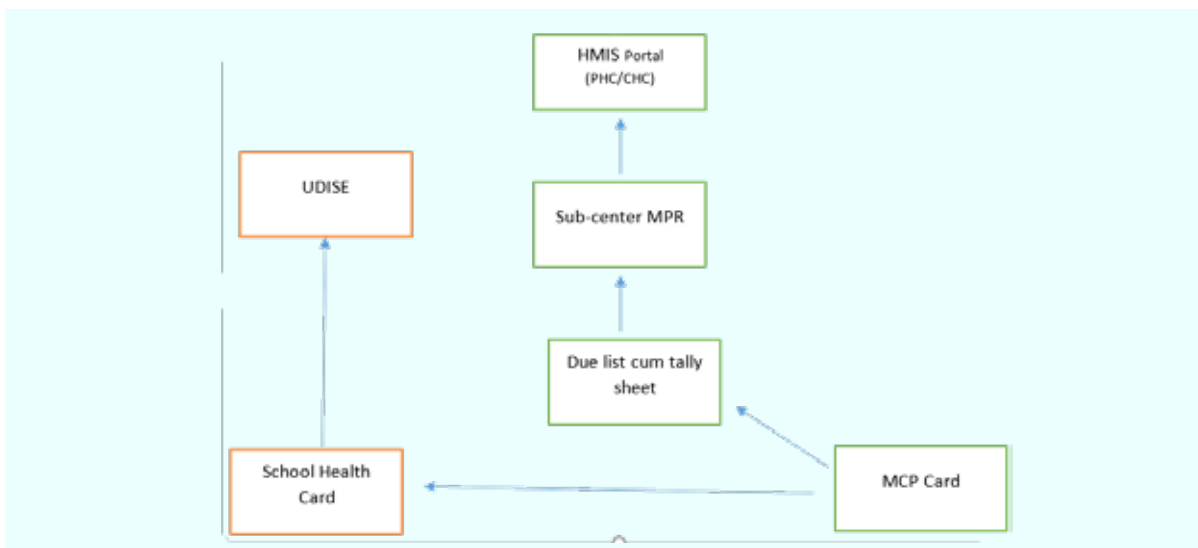 HMIS Portal
(PHC/CHC)
UDISE
Sub-center MPR
Due list cum tally
sheet
School Health
Card
MCP Card